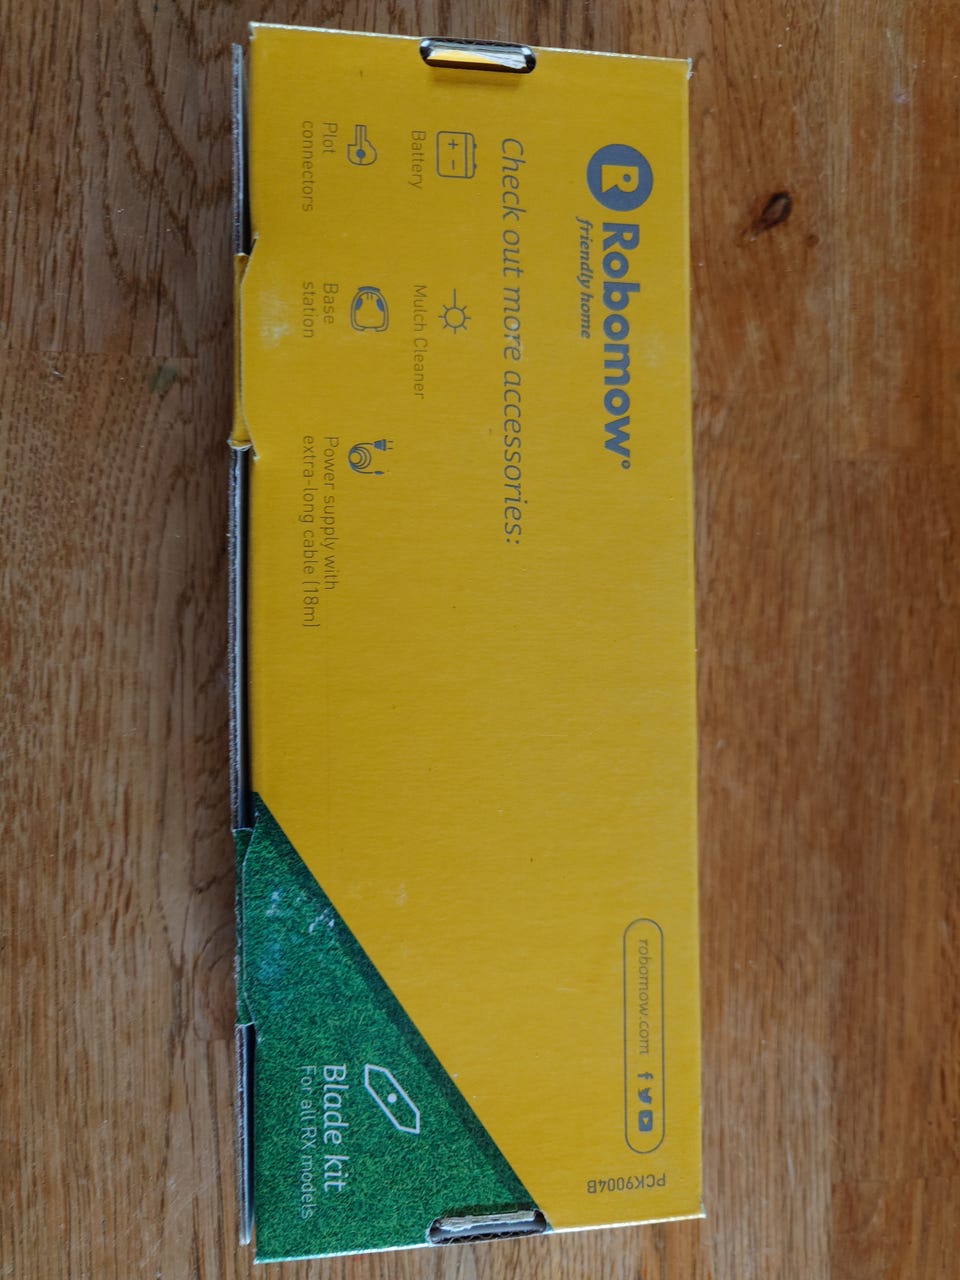 Robomow®
friendly home
robomow.com
PCK9004B
Check out more accessories:
Battery
Mulch Cleaner
Plot
connectors
Base
station
Power supply with
extra-long cable (18m)
Blade kit
For all RX models